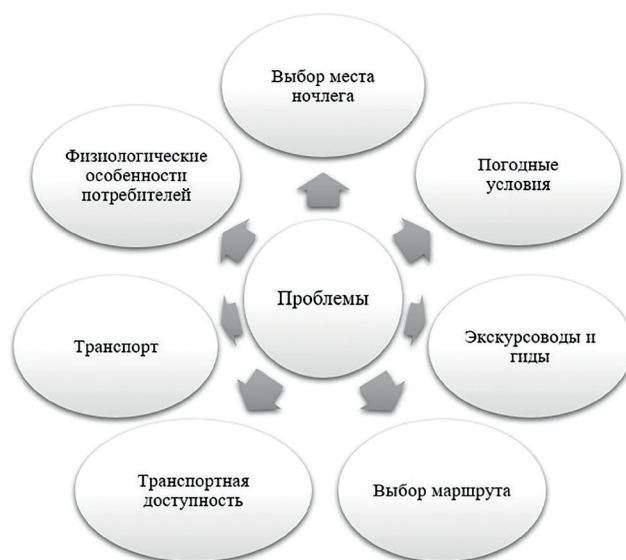 Выбор места
ночлега
Погодные
условия
Экскурсоводы и
гиды
Выбор маршрута
Транспортная
доступность
Транспорт
Физиологические
особенности
потребителей
Проблемы